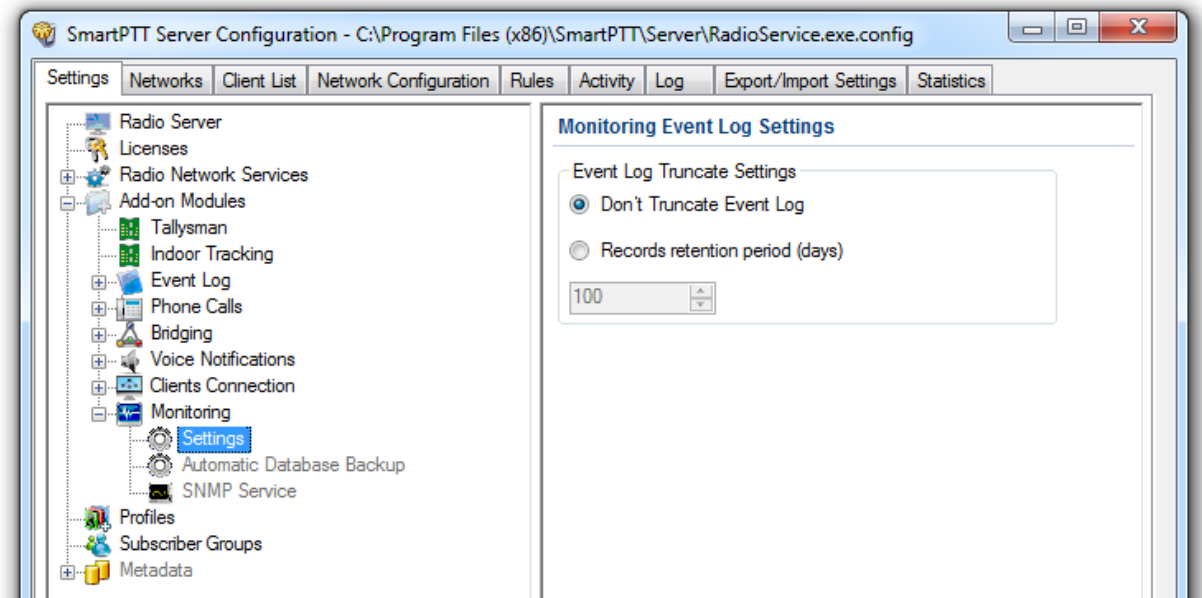 SmartPTT Server Configuration - C:\Program Files (x86)\SmartPTT\Server\RadioService.exe.config
Settings Networks Client List Network Configuration Rules Activity Log Export/Import Settings Statistics
Radio Server
Licenses
Radio Network Services
Add-on Modules
Tallysman
Indoor Tracking
Event Log
Phone Calls
Bridging
Voice Notifications
Clients Connection
Monitoring
Settings
Automatic Database Backup
SNMP Service
Profiles
Subscriber Groups
Metadata
Monitoring Event Log Settings
Event Log Truncate Settings
Don't Truncate Event Log
Records retention period (days)
100